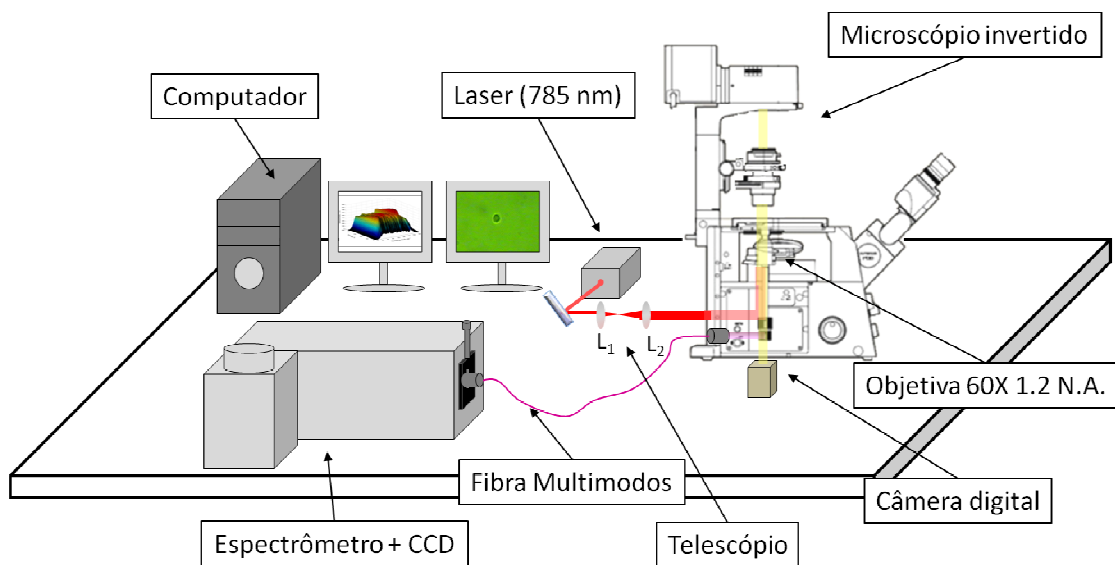 Microscópio invertido
Computador
Laser (785 nm)
L1
L2
Objetiva 60X 1.2 N.A.
Fibra Multimodos
Câmera digital
Espectrômetro + CCD
Telescópio